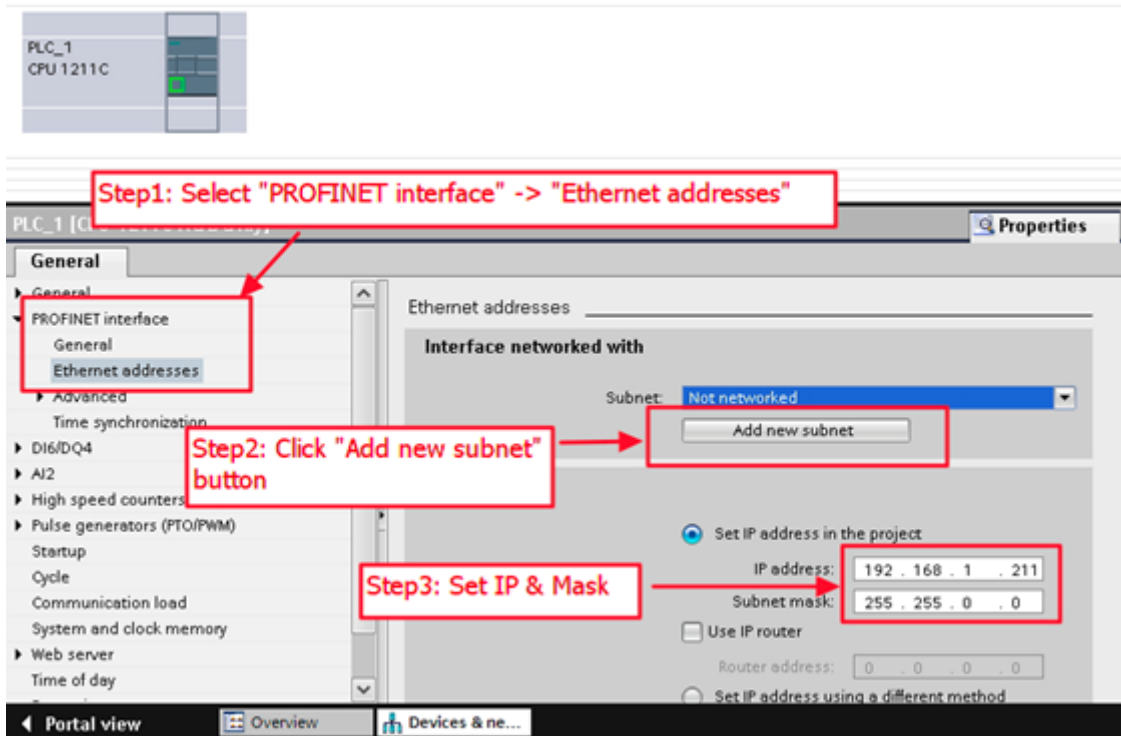 PLC_1
CPU 1211C
Step1: Select "PROFINET interface" -> "Ethernet addresses"
PLC_1 [C
Properties
General
General
PROFINET interface
General
Ethernet addresses
Advanced
Time synchronization
DI6/DQ4
AI2
High speed counters
Pulse generators (PTO/PWM)
Startup
Cycle
Communication load
System and clock memory
Web server
Time of day
Ethernet addresses
Interface networked with
Subnet: Not networked
Add new subnet
Step2: Click "Add new subnet"
button
Set IP address in the project
IP address: 192 . 168 . 1 . 211
Step3: Set IP & Mask
Subnet mask: 255 . 255 . 0 . 0
Use IP router
Router address: 0 . 0 . 0 . 0
Set IP address using a different method
Portal view
Overview
Devices & ne...